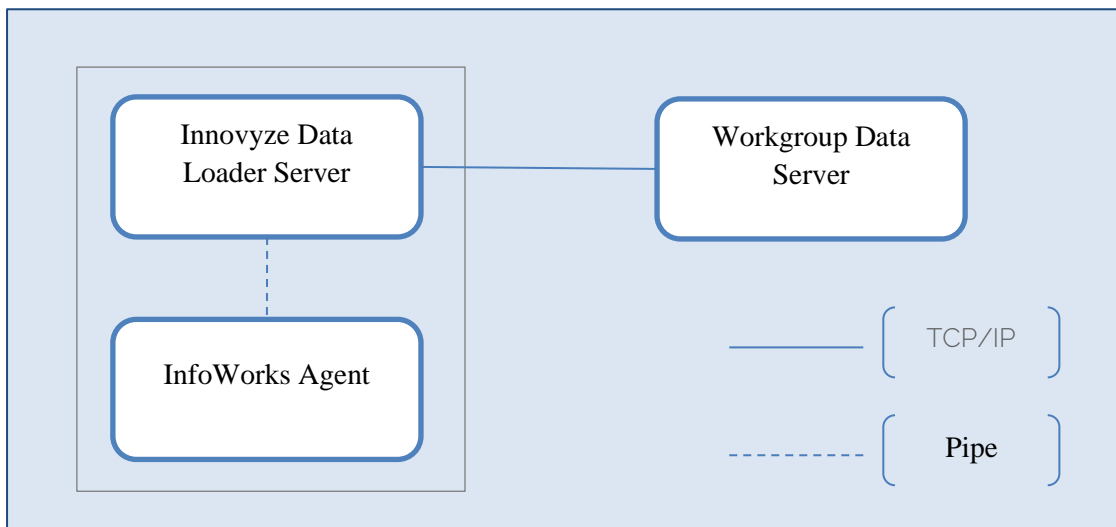 Innovyze Data
Loader Server
Workgroup Data
Server
InfoWorks Agent
TCP/IP
Pipe